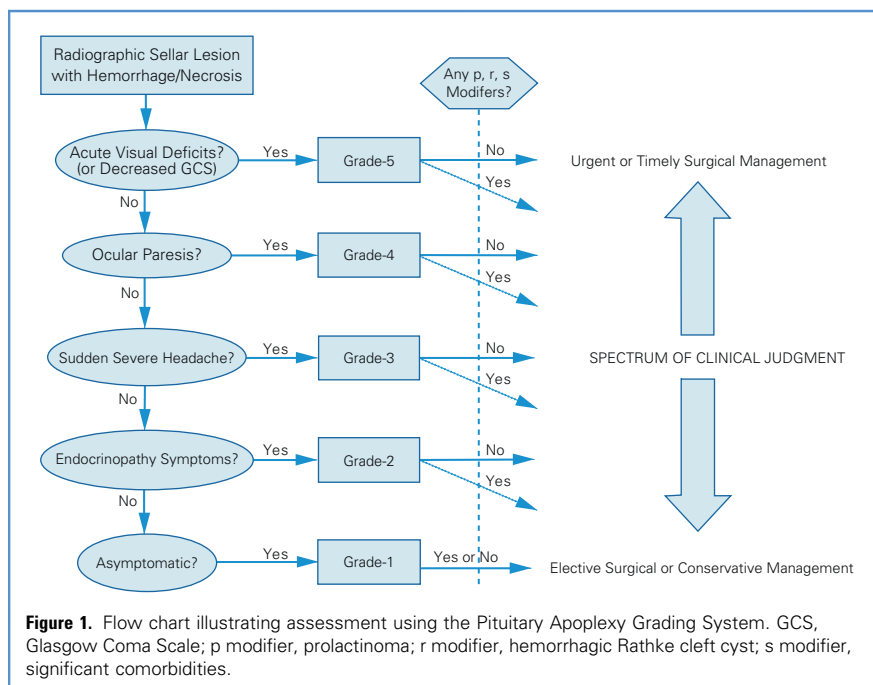 Radiographic Sellar Lesion
with Hemorrhage/Necrosis
Any p, r, s
Modifers?
Acute Visual Deficits?
(or Decreased GCS)
Yes
Grade-5
No
Yes
Urgent or Timely Surgical Management
No
Ocular Paresis?
Yes
Grade-4
No
Yes
No
Sudden Severe Headache?
Yes
Grade-3
No
Yes
SPECTRUM OF CLINICAL JUDGMENT
No
Endocrinopathy Symptoms?
Yes
Grade-2
No
Yes
No
Asymptomatic?
Yes
Grade-1
Yes or No
Elective Surgical or Conservative Management
Figure 1. Flow chart illustrating assessment using the Pituitary Apoplexy Grading System. GCS,
Glasgow Coma Scale; p modifier, prolactinoma; r modifier, hemorrhagic Rathke cleft cyst; s modifier,
significant comorbidities.